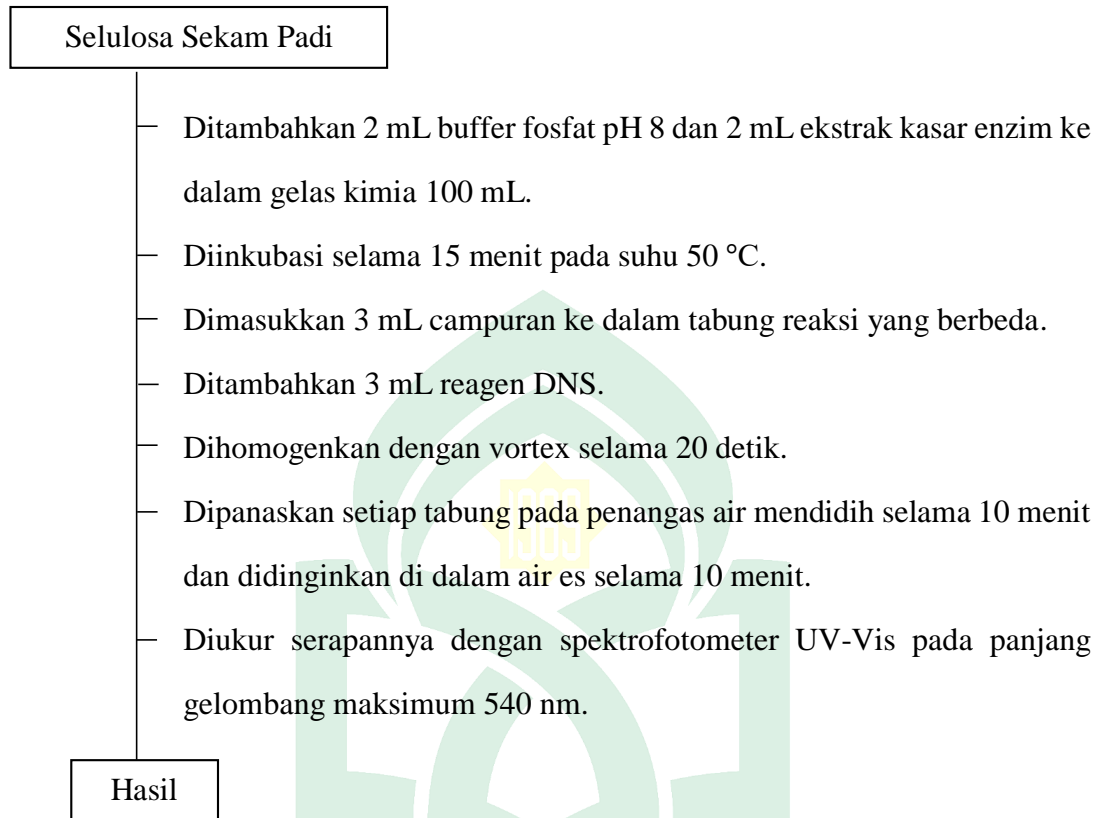 Selulosa Sekam Padi
Ditambahkan 2 mL buffer fosfat pH 8 dan 2 mL ekstrak kasar enzim ke
dalam gelas kimia 100 mL.
Diinkubasi selama 15 menit pada suhu 50 °C.
Dimasukkan 3 mL campuran ke dalam tabung reaksi yang berbeda.
Ditambahkan 3 mL reagen DNS.
Dihomogenkan dengan vortex selama 20 detik.
Dipanaskan setiap tabung pada penangas air mendidih selama 10 menit
dan didinginkan di dalam air es selama 10 menit.
Diukur serapannya dengan spektrofotometer UV-Vis pada panjang
gelombang maksimum 540 nm.
Hasil
1989